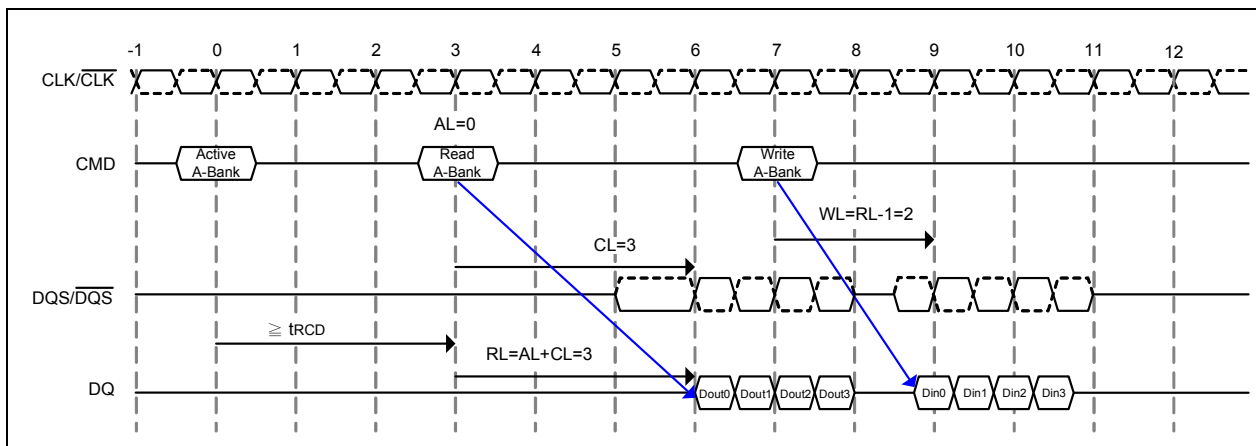 -1 0 1 2 3 4 5 6 7 8 9 10 11 12
CLK/CLK
AL=0
CMD
Active
A-Bank
Read
A-Bank
Write
A-Bank
WL=RL-1=2
CL=3
DQS/DQS
≧ tRCD
RL=AL+CL=3
DQ
Dout0 Dout1 Dout2 Dout3 Din0 Din1 Din2 Din3